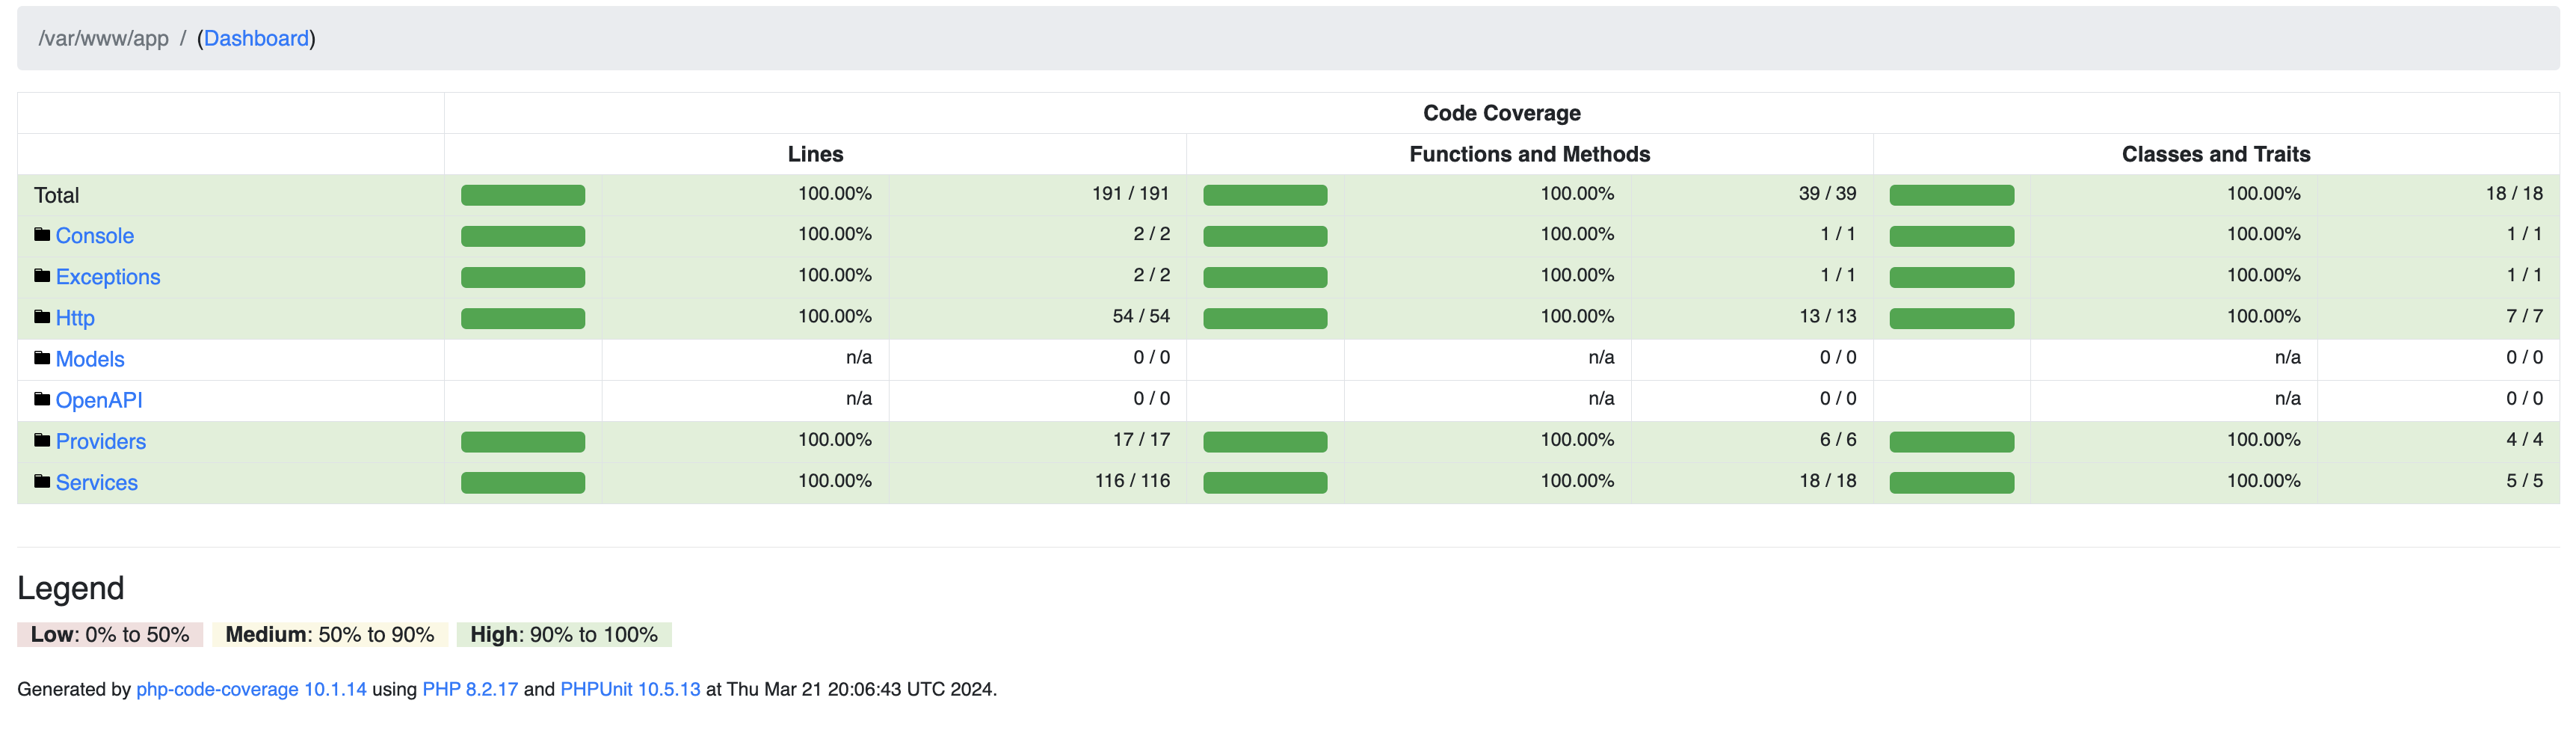 /var/www/app / (Dashboard)
Code Coverage
Lines Functions and Methods Classes and Traits
Total 100.00% 191 / 191 100.00% 39 / 39 100.00% 18 / 18
Console 100.00% 2 / 2 100.00% 1 / 1 100.00% 1 / 1
Exceptions 100.00% 2 / 2 100.00% 1 / 1 100.00% 1 / 1
Http 100.00% 54 / 54 100.00% 13 / 13 100.00% 7 / 7
Models n/a 0 / 0 n/a 0 / 0 n/a 0 / 0
OpenAPI n/a 0 / 0 n/a 0 / 0 n/a 0 / 0
Providers 100.00% 17 / 17 100.00% 6 / 6 100.00% 4 / 4
Services 100.00% 116 / 116 100.00% 18 / 18 100.00% 5 / 5
Legend
Low: 0% to 50% Medium: 50% to 90% High: 90% to 100%
Generated by php-code-coverage 10.1.14 using PHP 8.2.17 and PHPUnit 10.5.13 at Thu Mar 21 20:06:43 UTC 2024.